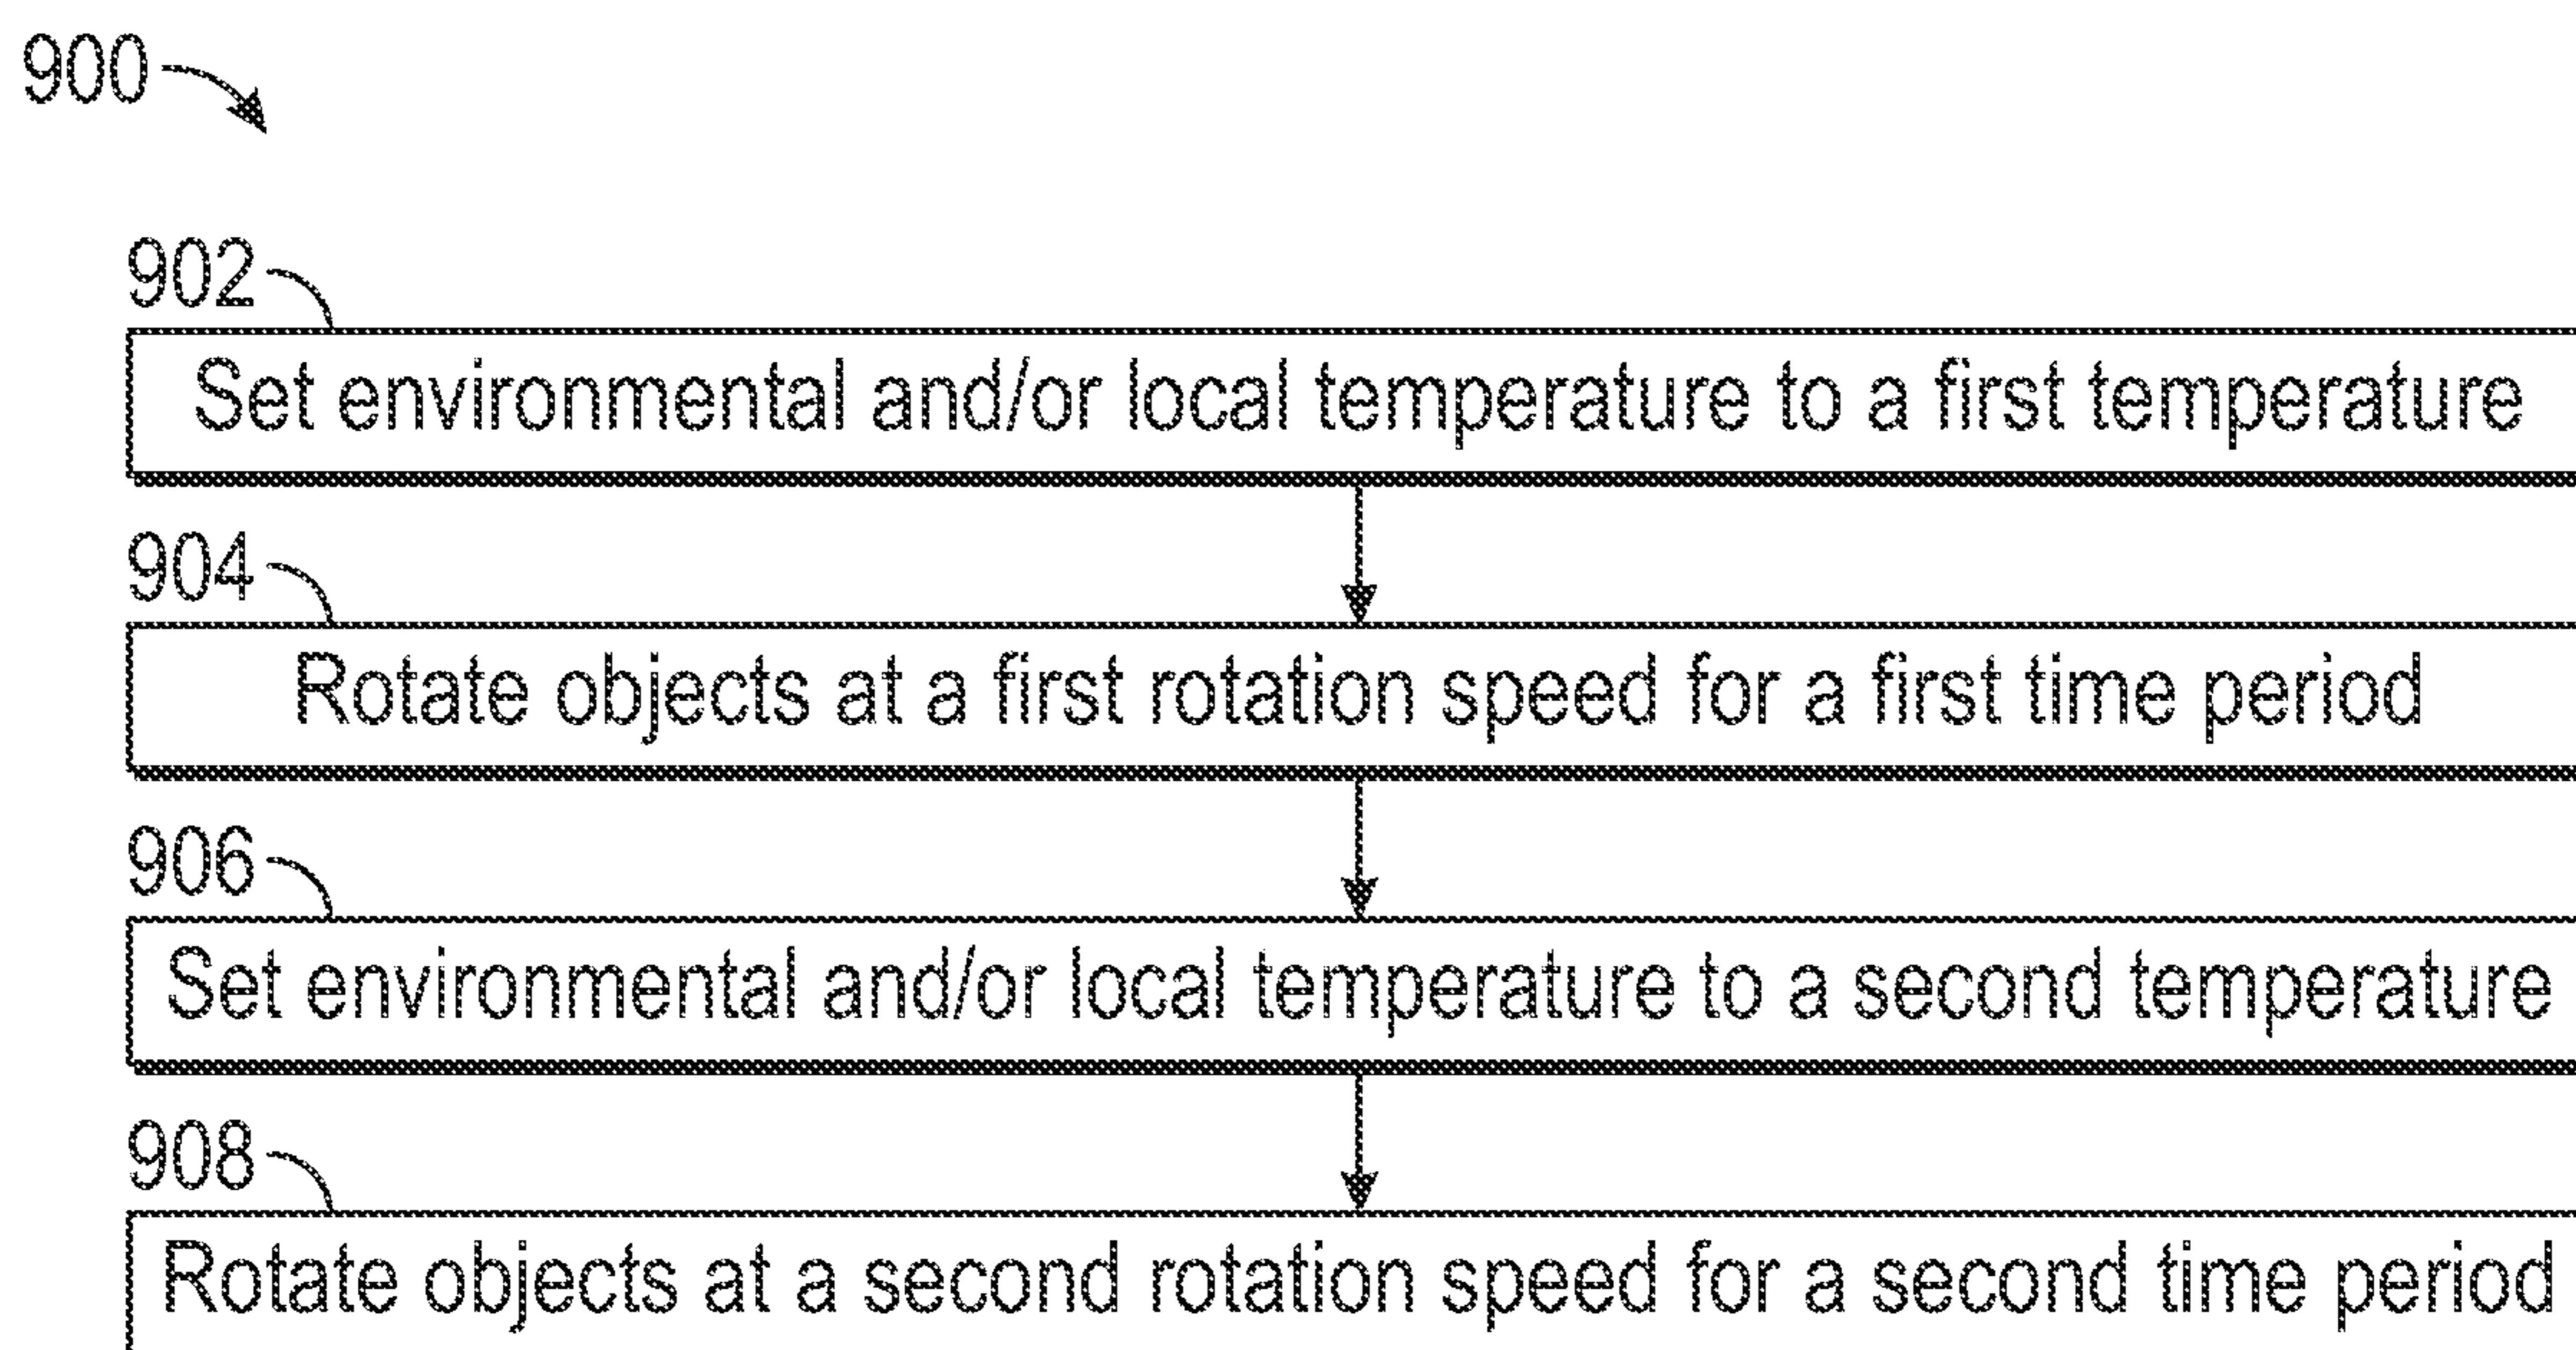 900
902
Set environmental and/or local temperature to a first temperature
904
Rotate objects at a first rotation speed for a first time period
906
Set environmental and/or local temperature to a second temperature
908
Rotate objects at a second rotation speed for a second time period